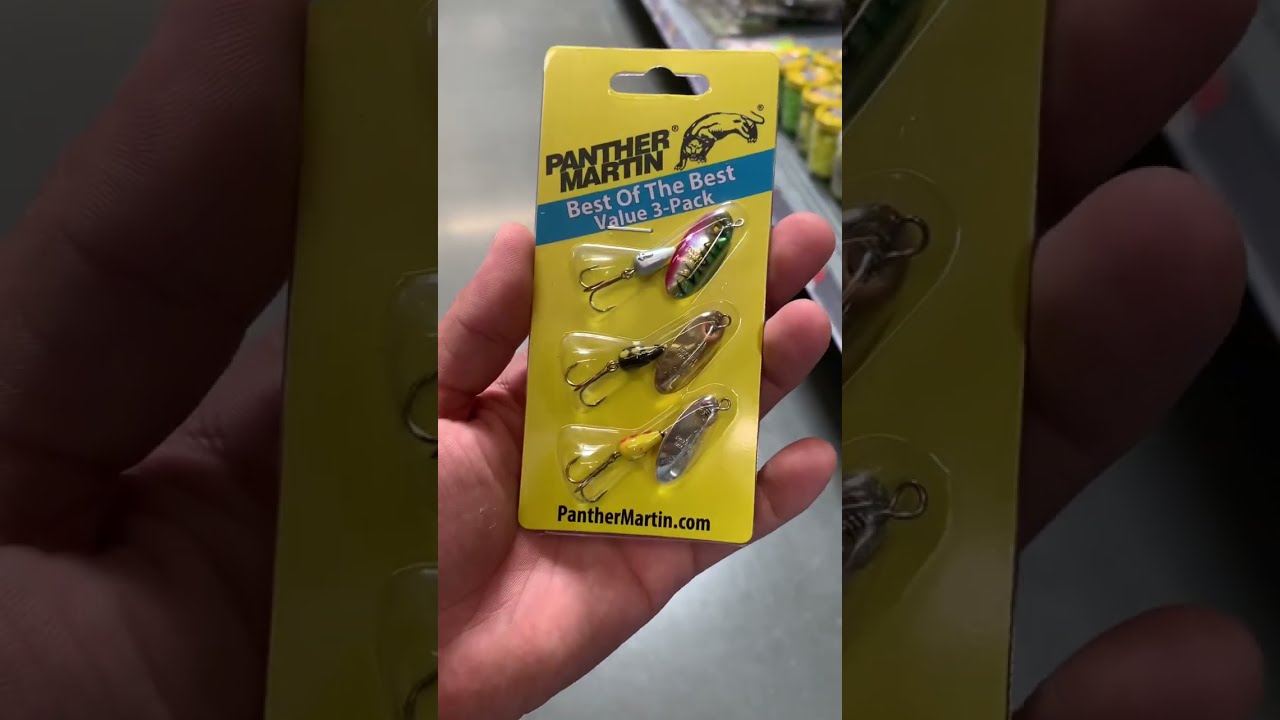 PANTHER®
MARTIN
®
Best Of The Best
Value 3-Pack
PantherMartin.com